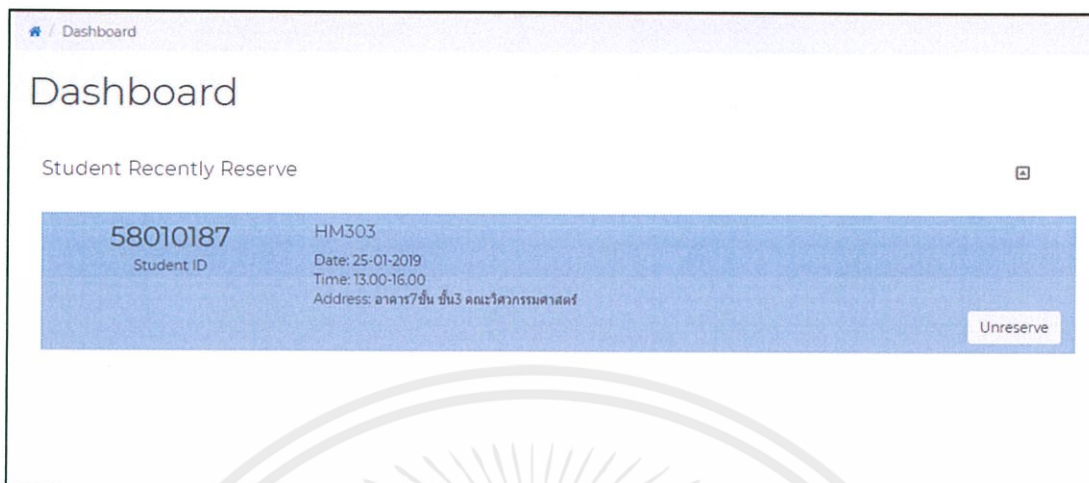 / Dashboard
Dashboard
Student Recently Reserve
58010187
Student ID
HM303
Date: 25-01-2019
Time: 13.00-16.00
Address: อาคาร7ชั้น ชั้น3 คณะวิศวกรรมศาสตร์
Unreserve